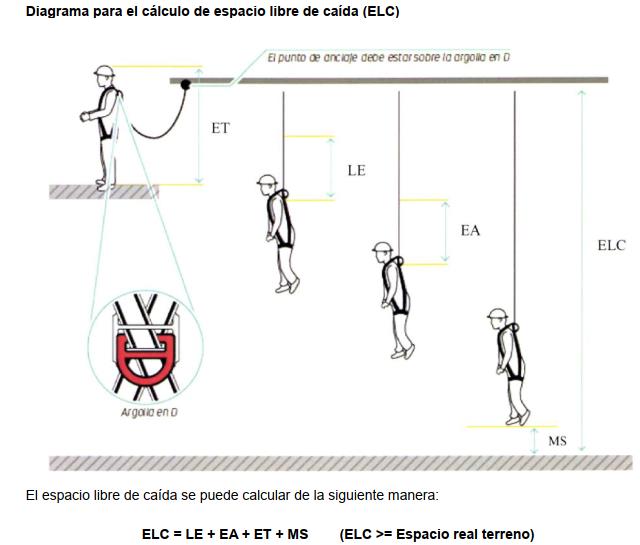 Diagrama para el cálculo de espacio libre de caída (ELC)
El punto de anclaje debe estar sobre la argolla en D
ET
LE
EA
ELC
Argolla en D
MS
El espacio libre de caída se puede calcular de la siguiente manera:
ELC = LE + EA + ET + MS (ELC >= Espacio real terreno)